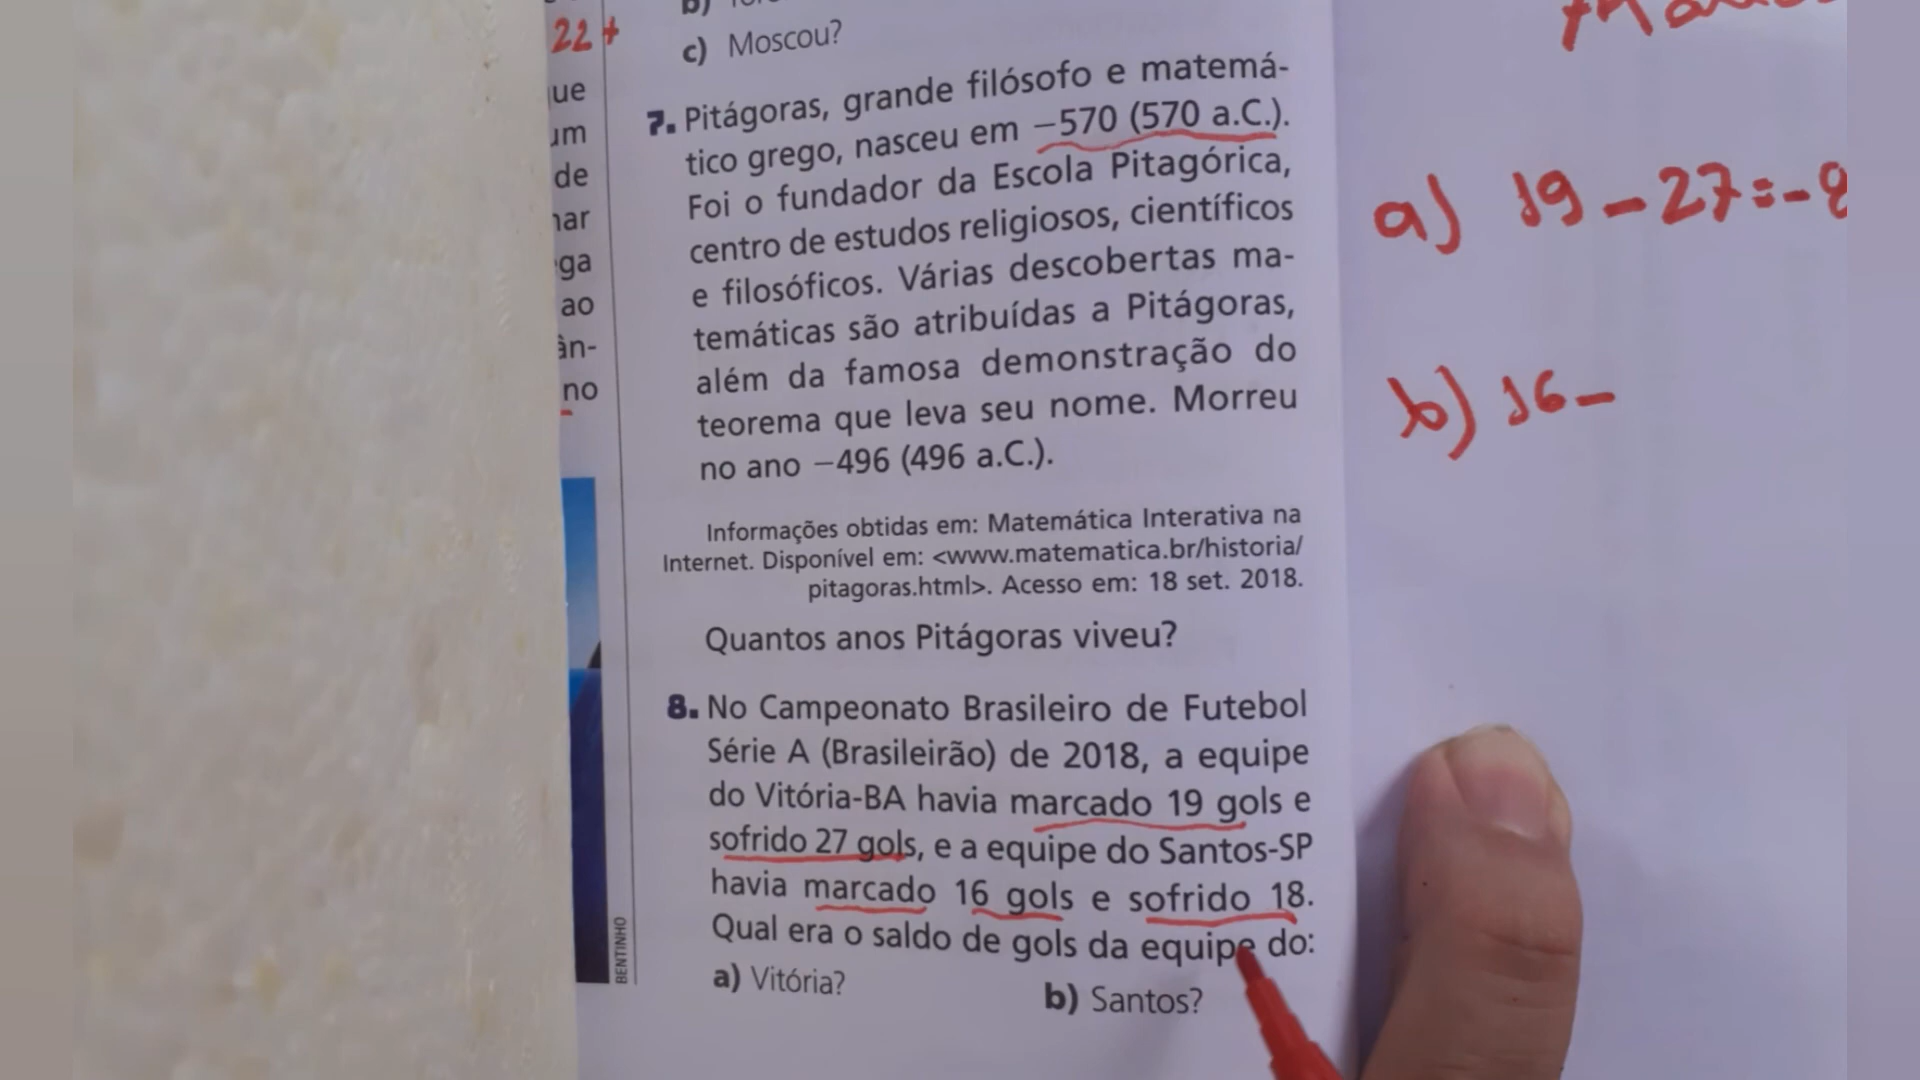 22+
c) Moscou?
7. Pitágoras, grande filósofo e matemá-
tico grego, nasceu em −570 (570 a.C.).
Foi o fundador da Escola Pitagórica,
centro de estudos religiosos, científicos
e filosóficos. Várias descobertas ma-
temáticas são atribuídas a Pitágoras,
além da famosa demonstração do
teorema que leva seu nome. Morreu
no ano −496 (496 a.C.).
Informações obtidas em: Matemática Interativa na
Internet. Disponível em: <www.matematica.br/historia/
pitagoras.html>. Acesso em: 18 set. 2018.
Quantos anos Pitágoras viveu?
8. No Campeonato Brasileiro de Futebol
Série A (Brasileirão) de 2018, a equipe
do Vitória-BA havia marcado 19 gols e
sofrido 27 gols, e a equipe do Santos-SP
havia marcado 16 gols e sofrido 18.
Qual era o saldo de gols da equipe do:
a) Vitória?
b) Santos?
ue
um
de
nar
ga
ao
ân-
no
BENTINHO
a) 19 - 27 = - 8
b) 16 -